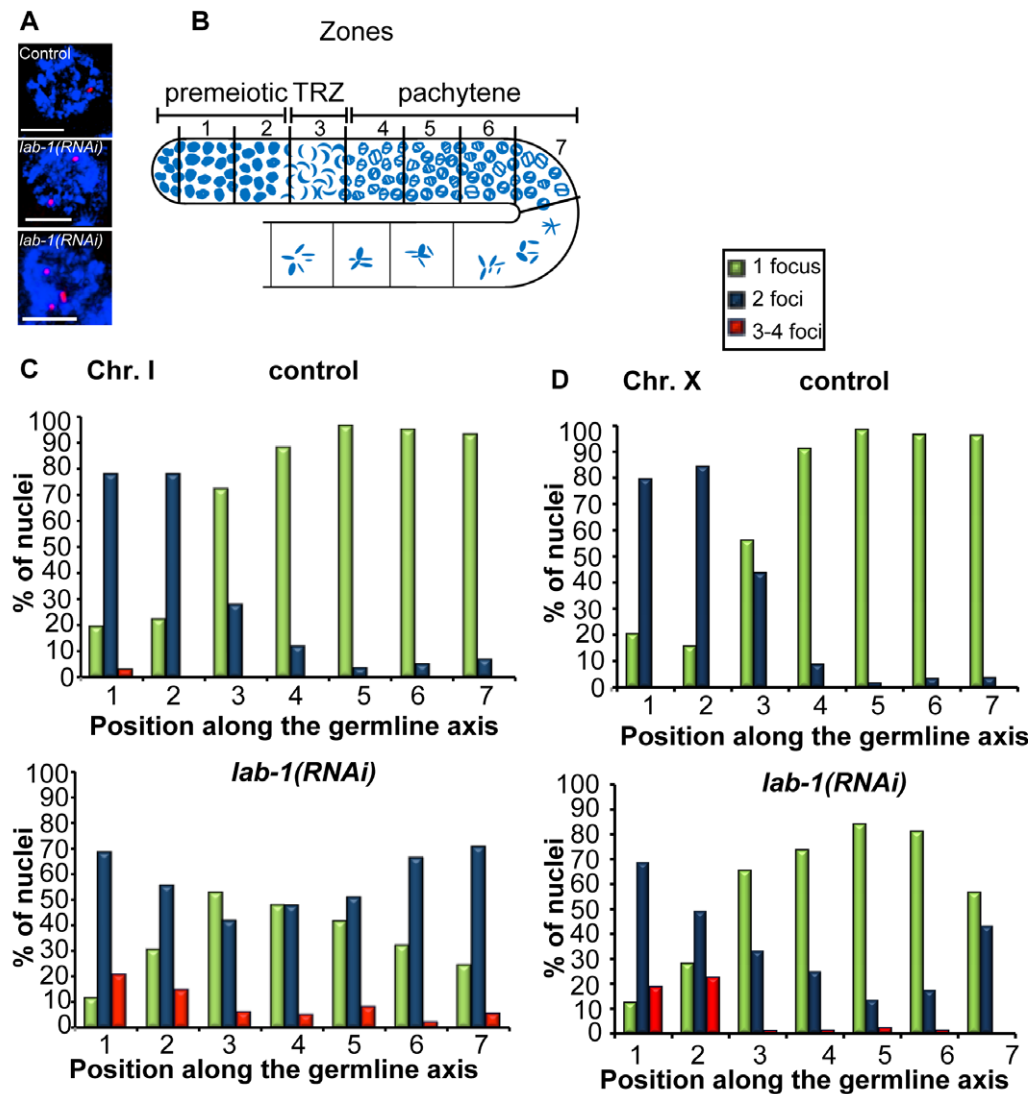 A
Control
lab-1(RNAi)
lab-1(RNAi)
B
Zones
premeiotic TRZ pachytene
1 2 3 4 5 6 7
1 focus
2 foci
3-4 foci
C Chr. I control
% of nuclei
100
90
80
70
60
50
40
30
20
10
0
1 2 3 4 5 6 7
Position along the germline axis
lab-1(RNAi)
% of nuclei
100
90
80
70
60
50
40
30
20
10
0
1 2 3 4 5 6 7
Position along the germline axis
D Chr. X control
% of nuclei
100
90
80
70
60
50
40
30
20
10
0
1 2 3 4 5 6 7
Position along the germline axis
lab-1(RNAi)
% of nuclei
100
90
80
70
60
50
40
30
20
10
0
1 2 3 4 5 6 7
Position along the germline axis